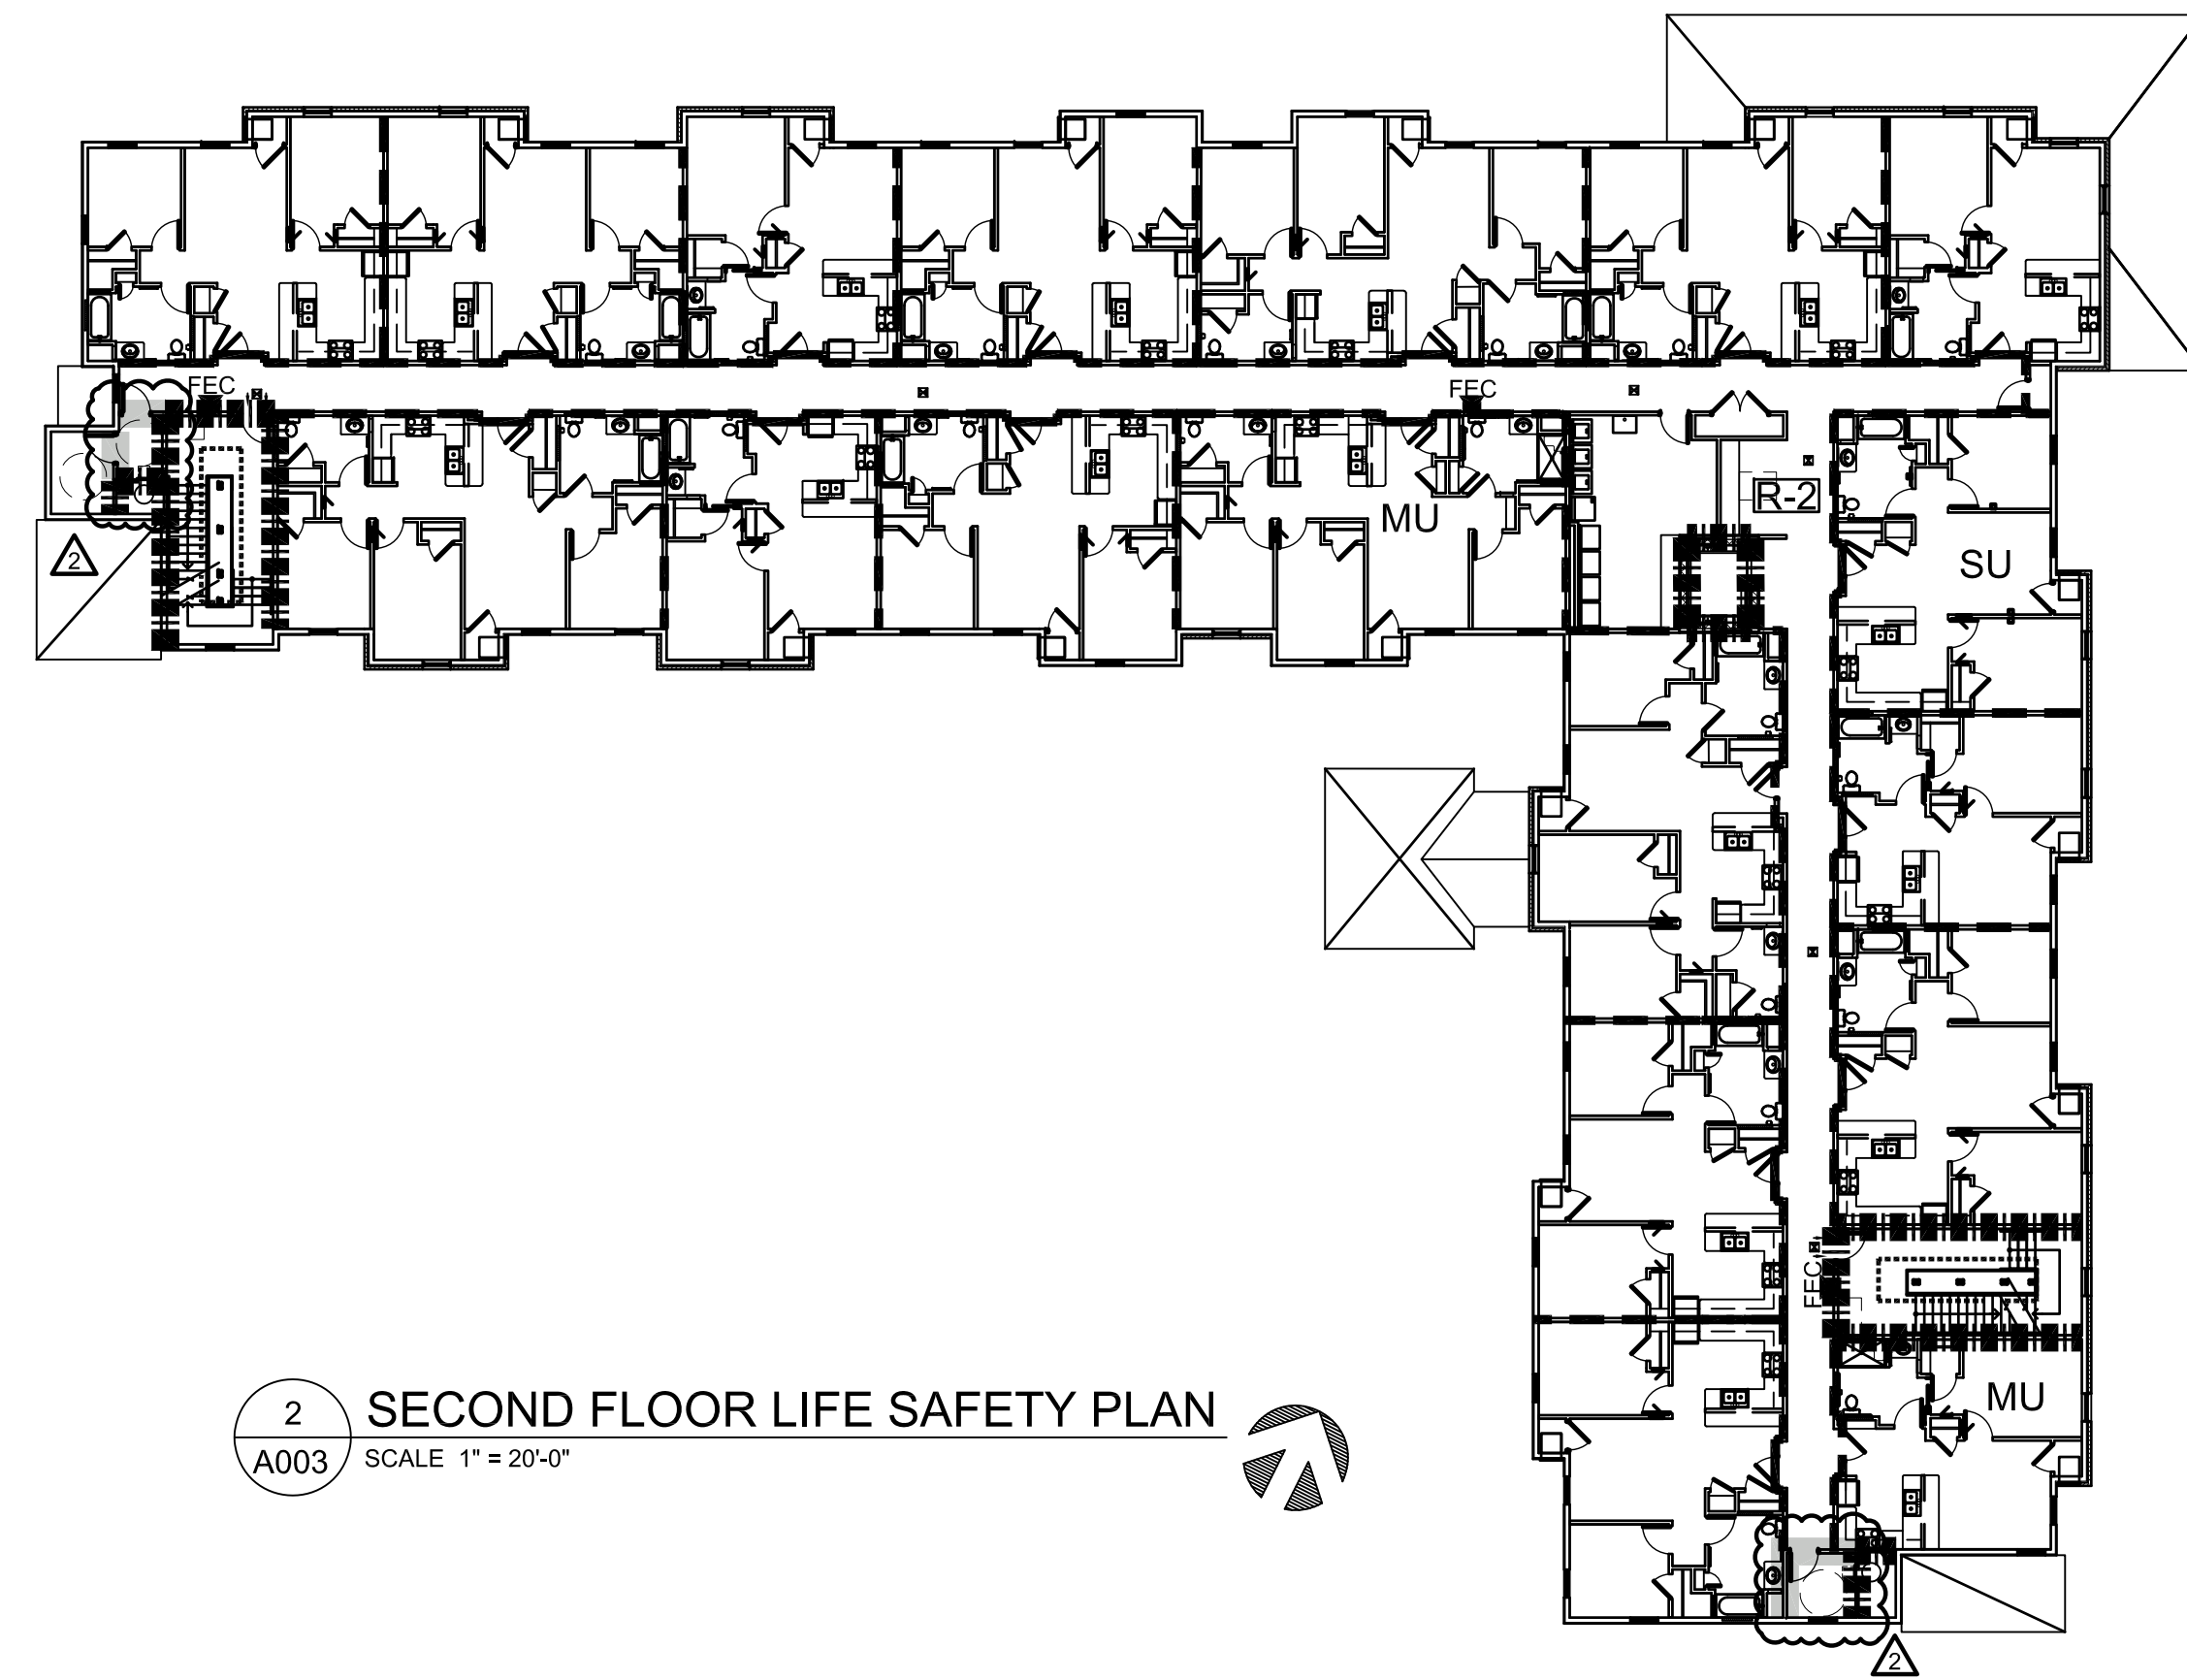 FEC
FEC
R-2
MU
SU
2
FEC
MU
2
SECOND FLOOR LIFE SAFETY PLAN
A003
SCALE 1" = 20'-0"
2